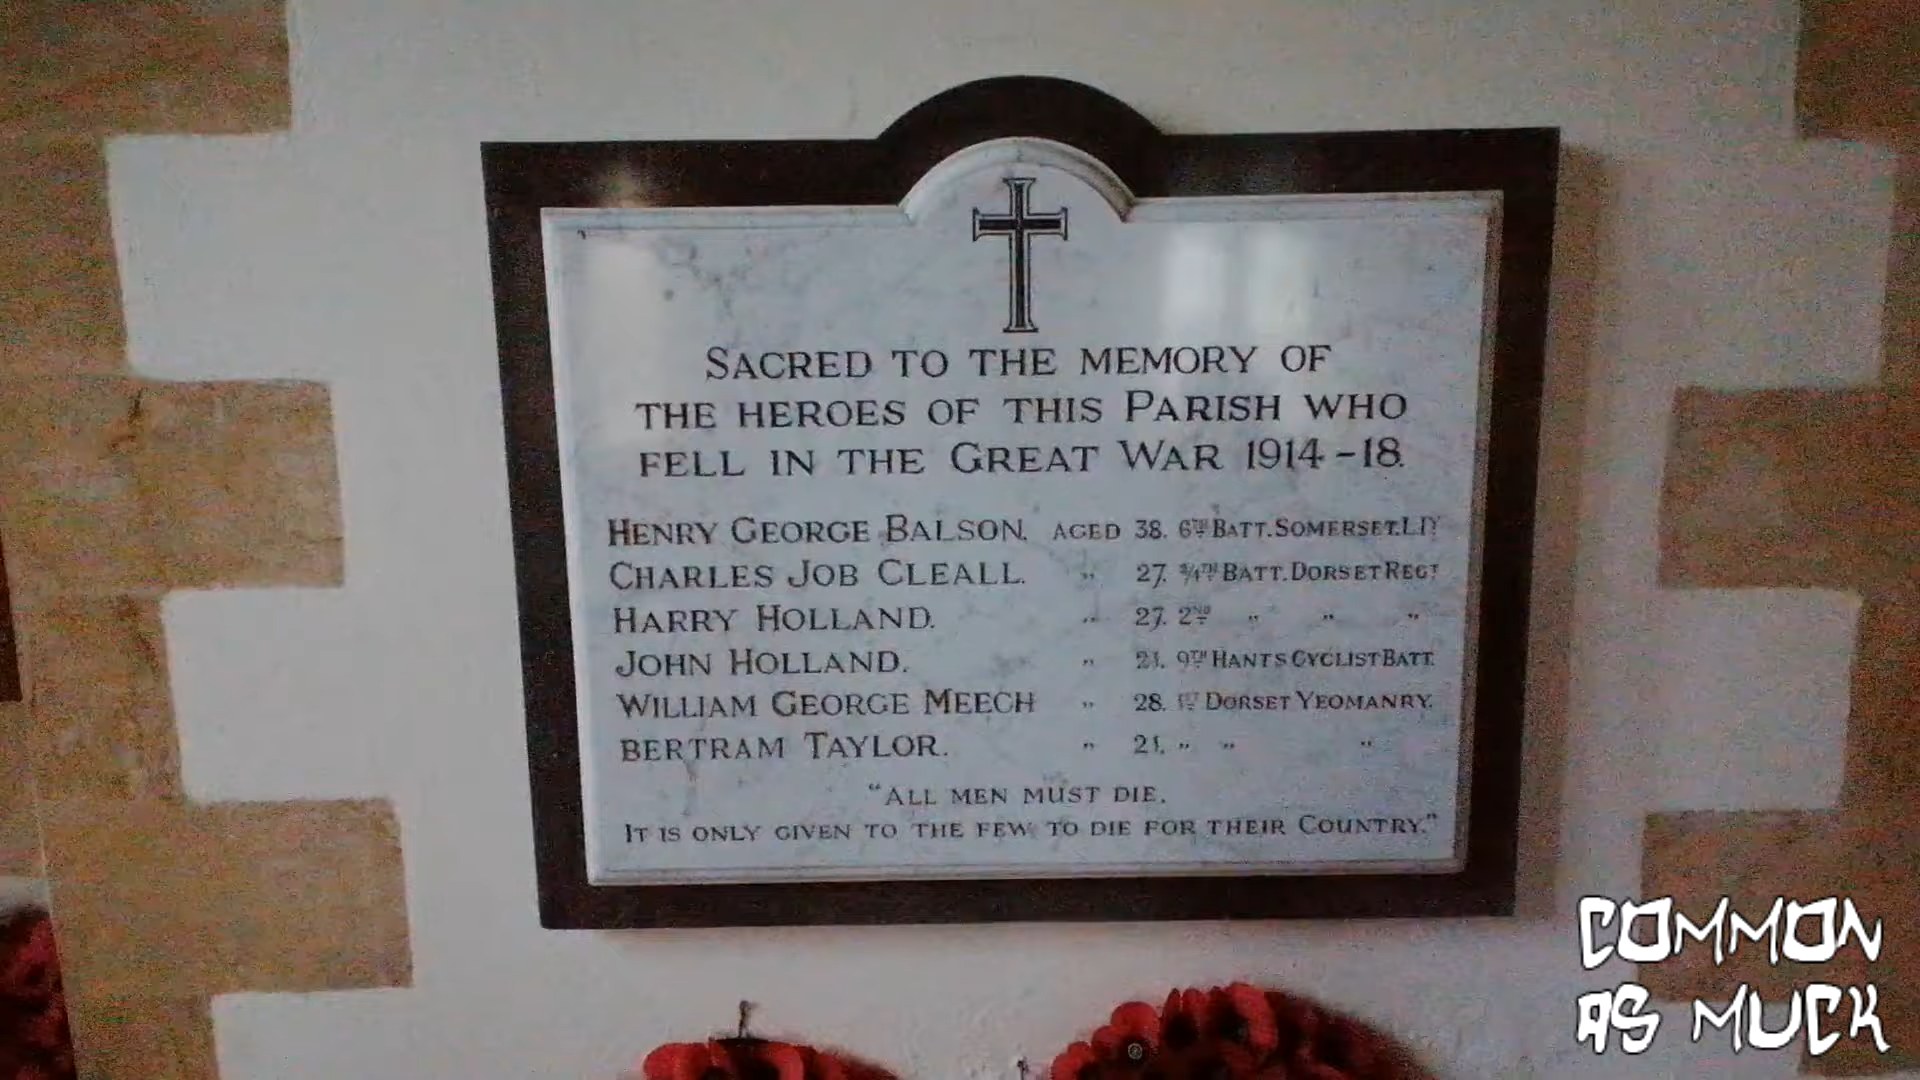 SACRED TO THE MEMORY OF
THE HEROES OF THIS PARISH WHO
FELL IN THE GREAT WAR 1914-18.
HENRY GEORGE BALSON. AGED 38. 6TH BATT. SOMERSET. L.I.
CHARLES JOB CLEALL. " 27. BATT. DORSET REGT
HARRY HOLLAND. " 27. 2ND " " "
JOHN HOLLAND. " 21. 9TH HANTS CYCLIST BATT.
WILLIAM GEORGE MEECH " 28. 1ST DORSET YEOMANRY.
BERTRAM TAYLOR. " 21. " " "
"ALL MEN MUST DIE,
IT IS ONLY GIVEN TO THE FEW TO DIE FOR THEIR COUNTRY."
COMMON
AS MUCK